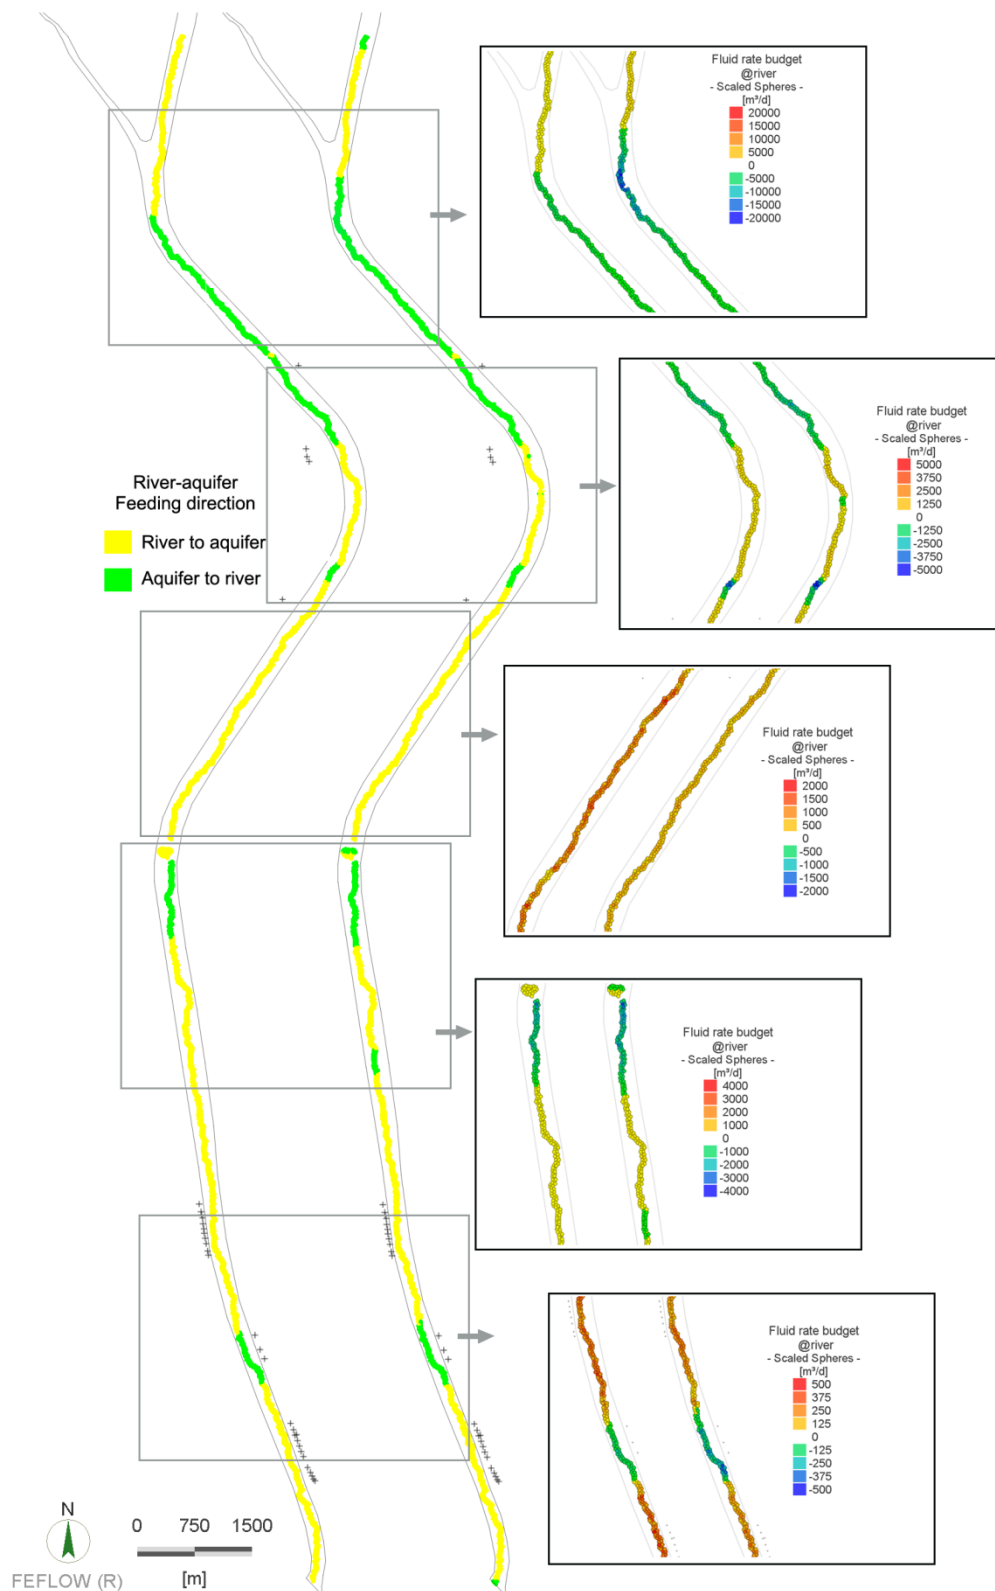 Fluid rate budget
@river
- Scaled Spheres -
[m³/d]
20000
15000
10000
5000
0
-5000
-10000
-15000
-20000
Fluid rate budget
@river
- Scaled Spheres -
[m³/d]
5000
3750
2500
1250
0
-1250
-2500
-3750
-5000
River-aquifer
Feeding direction
River to aquifer
Aquifer to river
Fluid rate budget
@river
- Scaled Spheres -
[m³/d]
2000
1500
1000
500
0
-500
-1000
-1500
-2000
Fluid rate budget
@river
- Scaled Spheres -
[m³/d]
4000
3000
2000
1000
0
-1000
-2000
-3000
-4000
Fluid rate budget
@river
- Scaled Spheres -
[m³/d]
500
375
250
125
0
-125
-250
-375
-500
N
FEFLOW (R)
0 750 1500
[m]